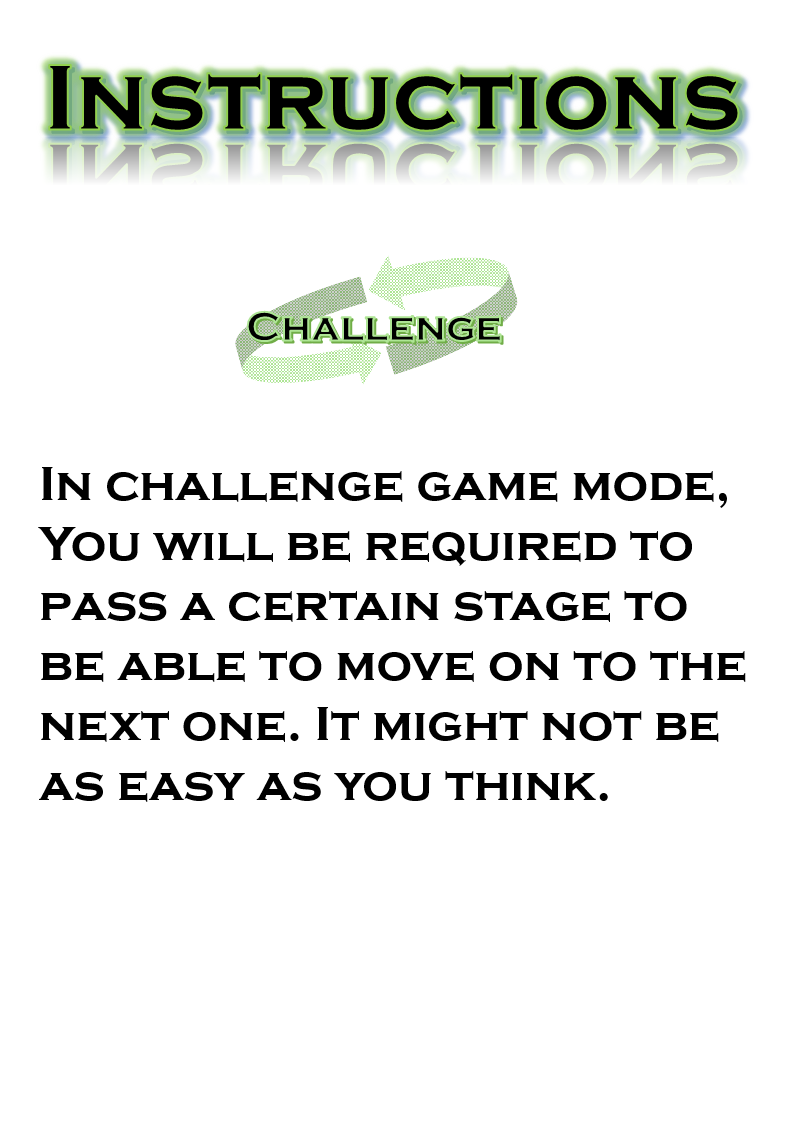 Instructions
Challenge
In challenge game mode,
You will be required to
pass a certain stage to
be able to move on to the
next one. It might not be
as easy as you think.